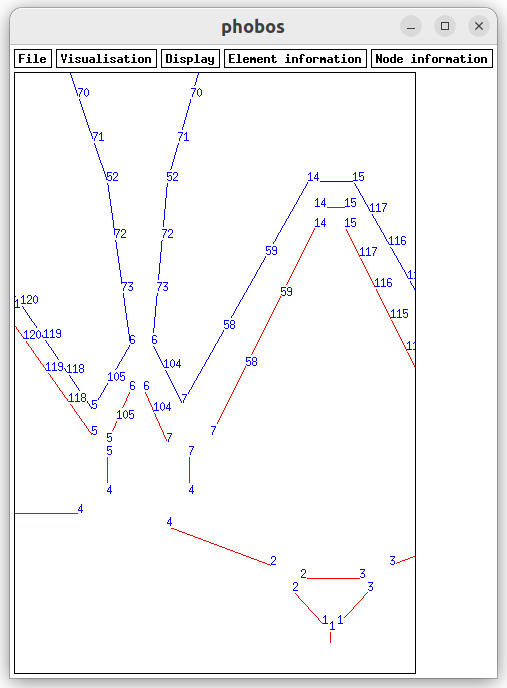 phobos
File Visualisation Display Element information Node information
70 70
71 71
52 52 14 15
14 15 117
14 15
72 72 116
59 117
11
73 73 116
59
1 120 115
58
120 119 6 6 11
104 58
119 118 105
118 6 6
5 105 104 7
5 5 7 7
5 7
4 4
4
4
2 3
2 3
2 3
1 1
1